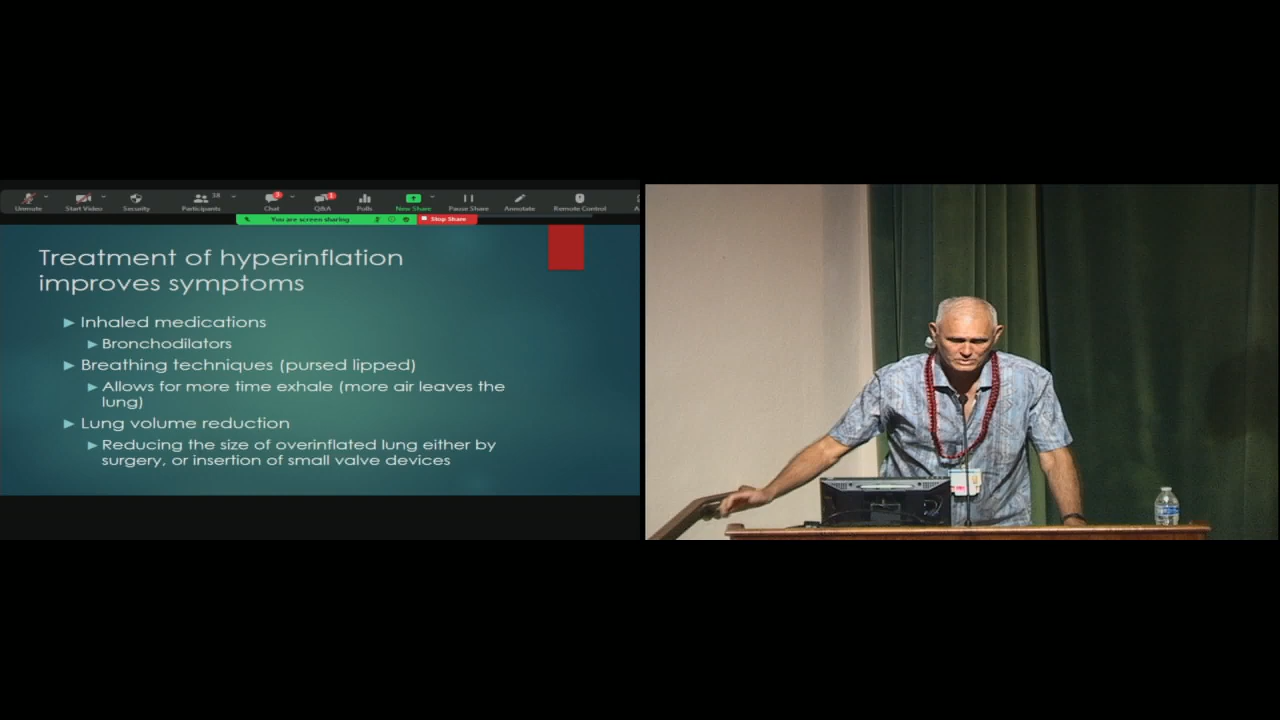 Unmute
Start Video
Security
Participants
38
Chat
Q&A
1
Polls
New Share
Pause Share
Annotate
Remote Control
You are screen sharing
Stop Share
Treatment of hyperinflation
improves symptoms
Inhaled medications
Bronchodilators
Breathing techniques (pursed lipped)
Allows for more time exhale (more air leaves the
lung)
Lung volume reduction
Reducing the size of overinflated lung either by
surgery, or insertion of small valve devices